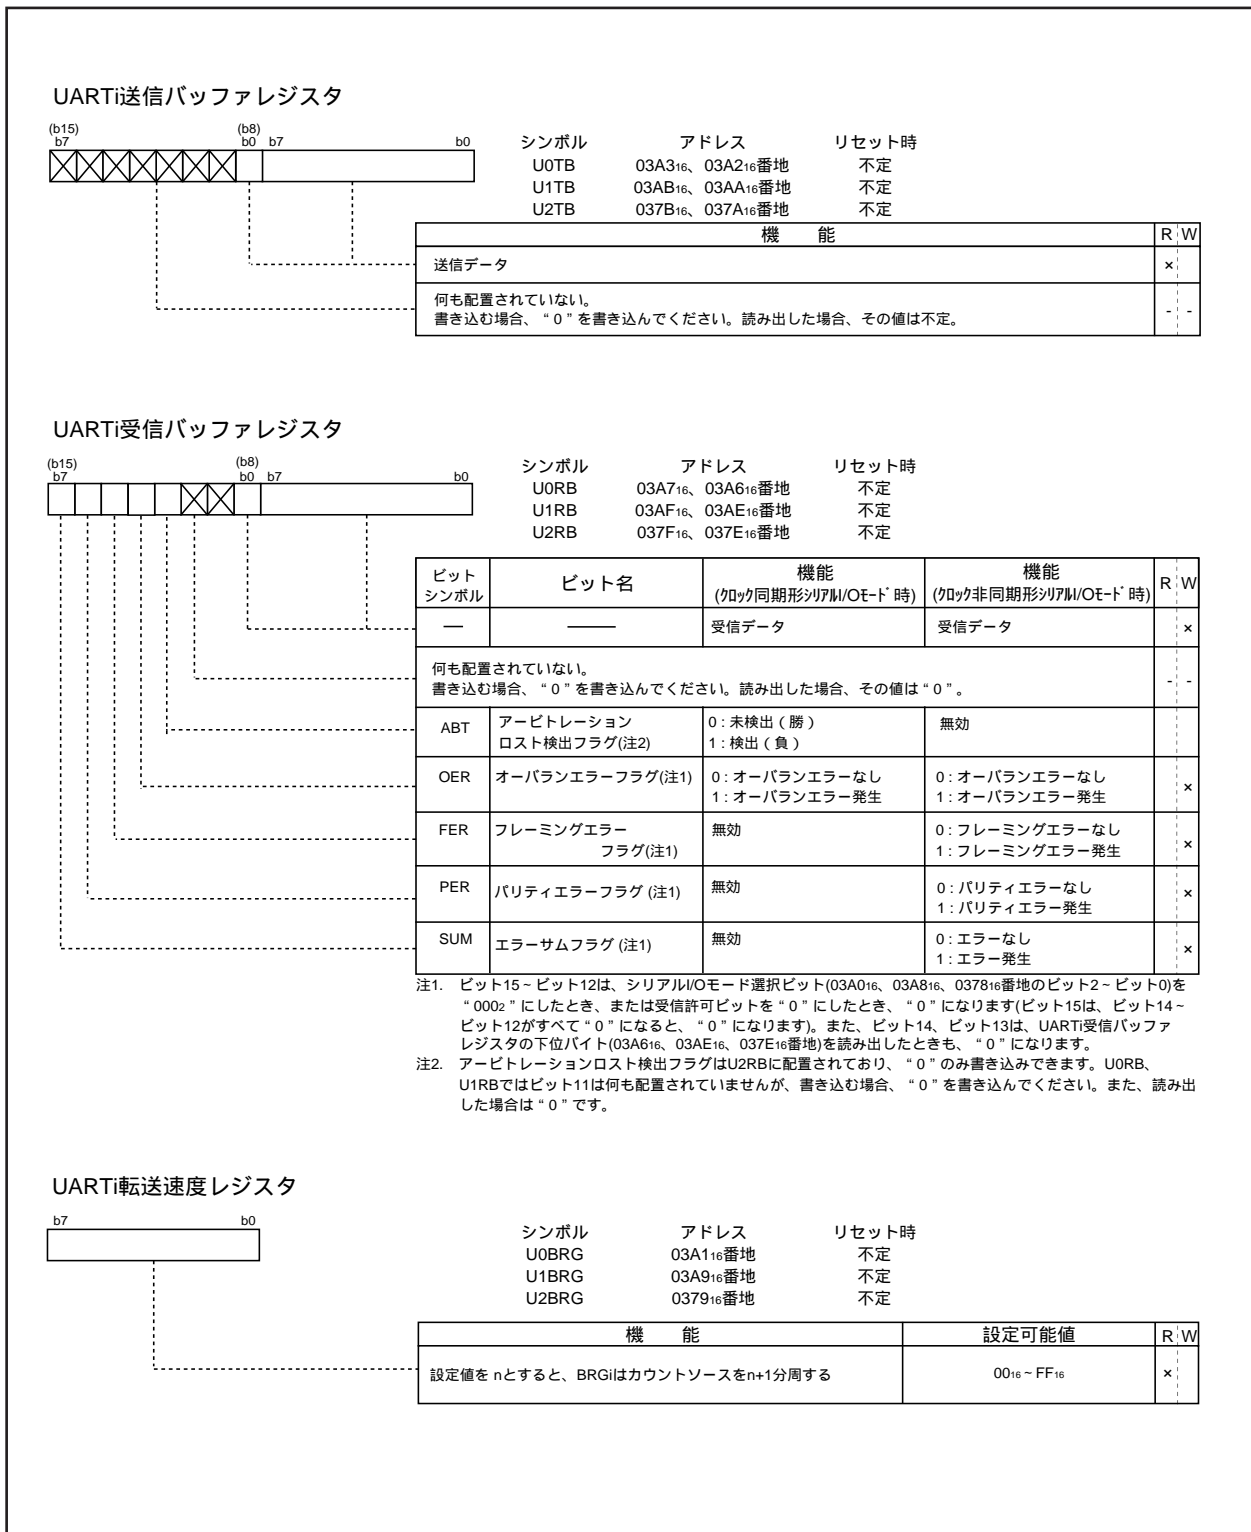 UARTi送信バッファレジスタ
(b15) (b8)
b7 b0 b7 b0
シンボル アドレス リセット時
U0TB 03A316、03A216番地 不定
U1TB 03AB16、03AA16番地 不定
U2TB 037B16、037A16番地 不定
機 能 R W
送信データ ×
何も配置されていない。
書き込む場合、“0”を書き込んでください。読み出した場合、その値は不定。 - -
UARTi受信バッファレジスタ
(b15) (b8)
b7 b0 b7 b0
シンボル アドレス リセット時
U0RB 03A716、03A616番地 不定
U1RB 03AF16、03AE16番地 不定
U2RB 037F16、037E16番地 不定
ビット シンボル ビット名 機能 (クロック同期形シリアルI/Oモード時) 機能 (クロック非同期形シリアルI/Oモード時) R W
― ―― 受信データ 受信データ ×
何も配置されていない。
書き込む場合、“0”を書き込んでください。読み出した場合、その値は“0”。 - -
ABT アービトレーション 0 : 未検出(勝) 無効
ロスト検出フラグ(注2) 1 : 検出(負)
OER オーバランエラーフラグ(注1) 0 : オーバランエラーなし 0 : オーバランエラーなし
1 : オーバランエラー発生 1 : オーバランエラー発生 ×
FER フレーミングエラー 無効 0 : フレーミングエラーなし
フラグ(注1) 1 : フレーミングエラー発生 ×
PER パリティエラーフラグ (注1) 無効 0 : パリティエラーなし
1 : パリティエラー発生 ×
SUM エラーサムフラグ (注1) 無効 0 : エラーなし
1 : エラー発生 ×
注1. ビット15~ビット12は、シリアルI/Oモード選択ビット(03A016、03A816、037816番地のビット2~ビット0)を
“0002”にしたとき、または受信許可ビットを“0”にしたとき、“0”になります(ビット15は、ビット14~
ビット12がすべて“0”になると、“0”になります)。また、ビット14、ビット13は、UARTi受信バッファ
レジスタの下位バイト(03A616、03AE16、037E16番地)を読み出したときも、“0”になります。
注2. アービトレーションロスト検出フラグはU2RBに配置されており、“0”のみ書き込みできます。U0RB、
U1RBではビット11は何も配置されていませんが、書き込む場合、“0”を書き込んでください。また、読み出
した場合は“0”です。
UARTi転送速度レジスタ
b7 b0
シンボル アドレス リセット時
U0BRG 03A116番地 不定
U1BRG 03A916番地 不定
U2BRG 037916番地 不定
機 能 設定可能値 R W
設定値を nとすると、BRGiはカウントソースをn+1分周する 0016~FF16 ×